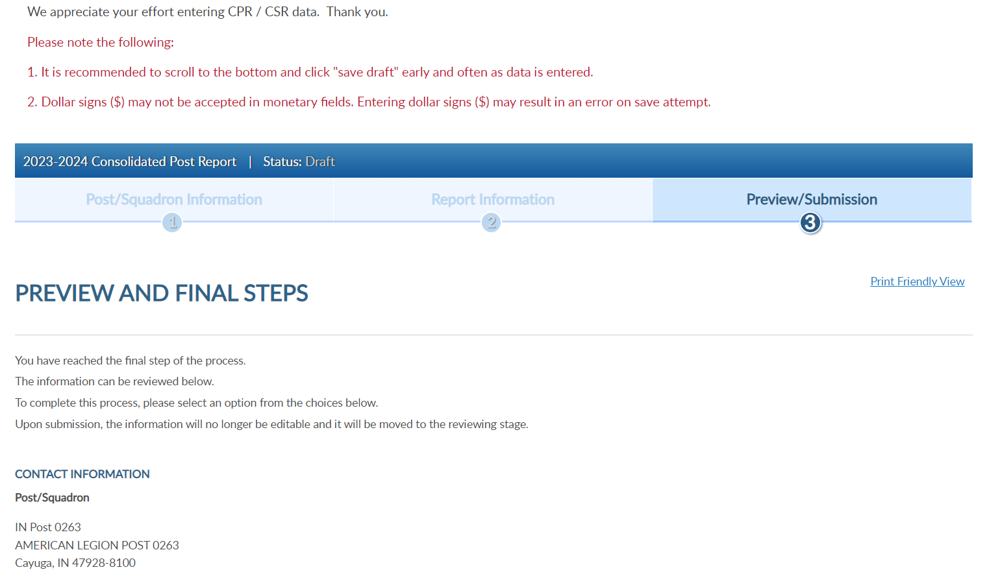 We appreciate your effort entering CPR / CSR data.  Thank you.
Please note the following:
1. It is recommended to scroll to the bottom and click "save draft" early and often as data is entered.
2. Dollar signs ($) may not be accepted in monetary fields. Entering dollar signs ($) may result in an error on save attempt.
2023-2024 Consolidated Post Report | Status: Draft
Post/Squadron Information
1
Report Information
2
Preview/Submission
3
PREVIEW AND FINAL STEPS
Print Friendly View
You have reached the final step of the process.
The information can be reviewed below.
To complete this process, please select an option from the choices below.
Upon submission, the information will no longer be editable and it will be moved to the reviewing stage.
CONTACT INFORMATION
Post/Squadron
IN Post 0263
AMERICAN LEGION POST 0263
Cayuga, IN 47928-8100